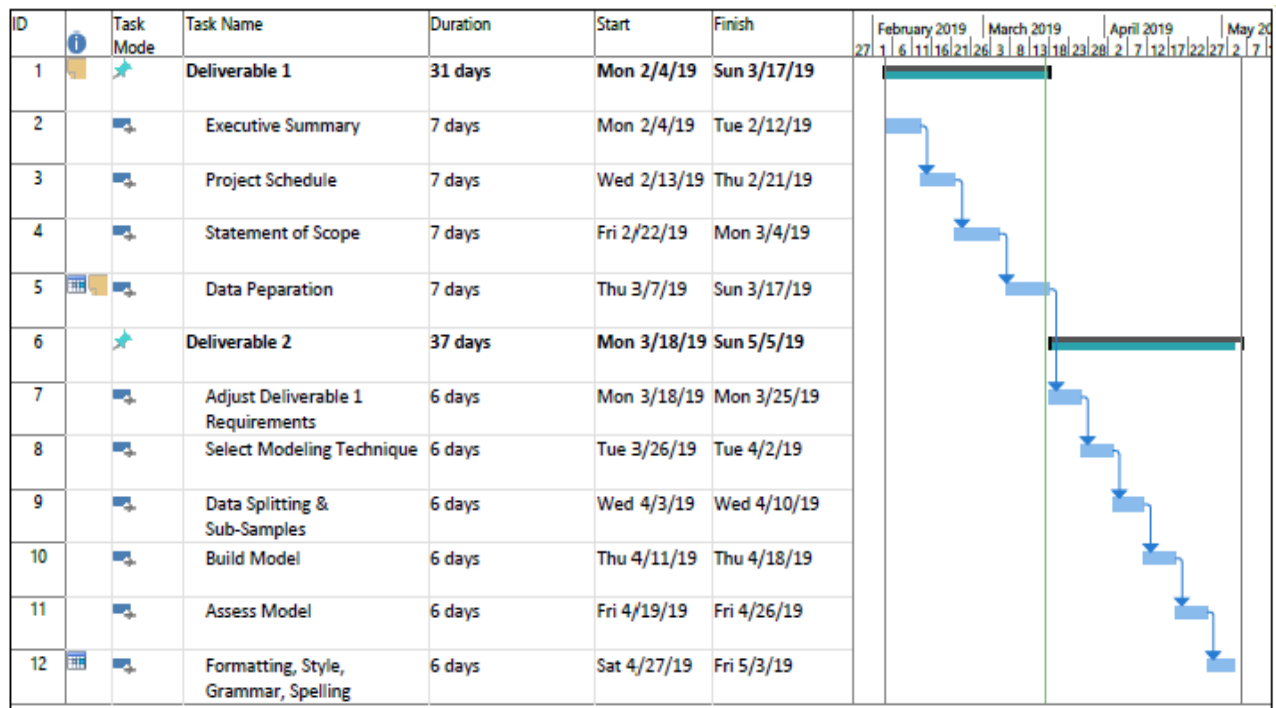 ID Task Mode Task Name Duration Start Finish
February 2019 March 2019 April 2019 May 20
27 1 6 11 16 21 26 3 8 13 18 23 28 2 7 12 17 22 27 2 7
1 Deliverable 1 31 days Mon 2/4/19 Sun 3/17/19
2 Executive Summary 7 days Mon 2/4/19 Tue 2/12/19
3 Project Schedule 7 days Wed 2/13/19 Thu 2/21/19
4 Statement of Scope 7 days Fri 2/22/19 Mon 3/4/19
5 Data Peparation 7 days Thu 3/7/19 Sun 3/17/19
6 Deliverable 2 37 days Mon 3/18/19 Sun 5/5/19
7 Adjust Deliverable 1 6 days Mon 3/18/19 Mon 3/25/19
Requirements
8 Select Modeling Technique 6 days Tue 3/26/19 Tue 4/2/19
9 Data Splitting & 6 days Wed 4/3/19 Wed 4/10/19
Sub-Samples
10 Build Model 6 days Thu 4/11/19 Thu 4/18/19
11 Assess Model 6 days Fri 4/19/19 Fri 4/26/19
12 Formatting, Style, 6 days Sat 4/27/19 Fri 5/3/19
Grammar, Spelling